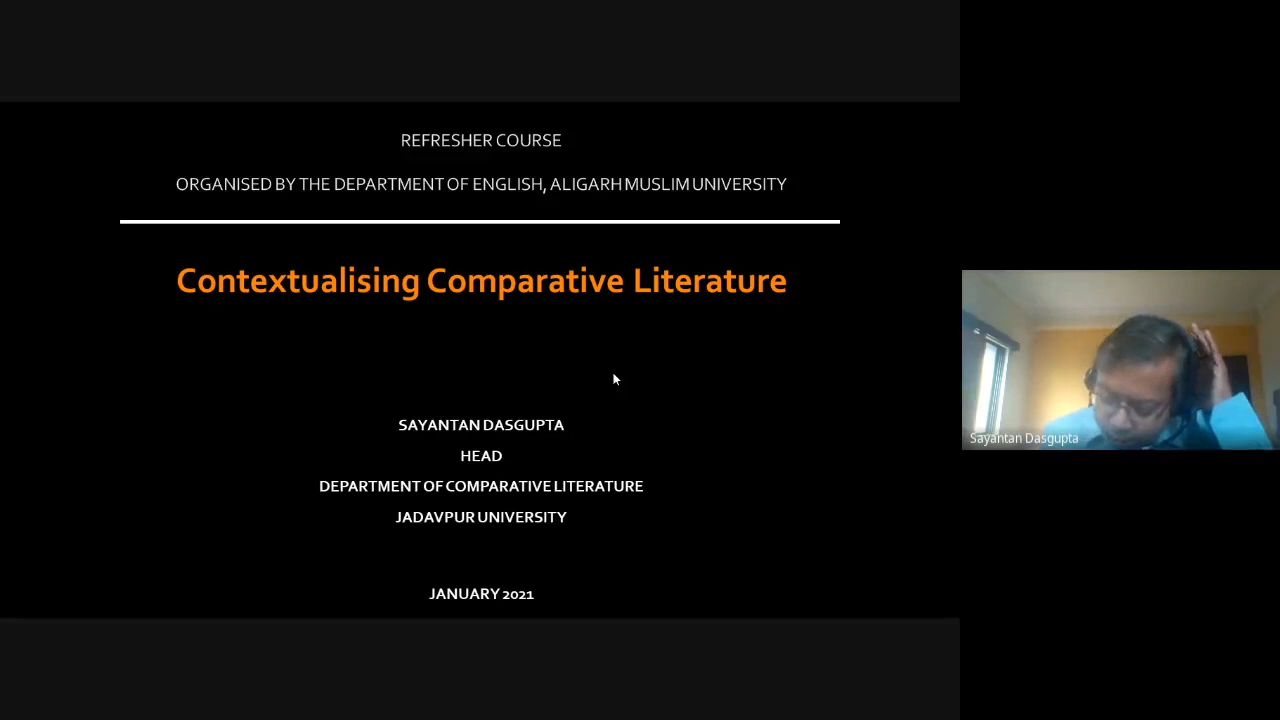 REFRESHER COURSE
ORGANISED BY THE DEPARTMENT OF ENGLISH, ALIGARH MUSLIM UNIVERSITY
Contextualising Comparative Literature
SAYANTAN DASGUPTA
HEAD
DEPARTMENT OF COMPARATIVE LITERATURE
JADAVPUR UNIVERSITY
JANUARY 2021
Sayantan Dasgupta